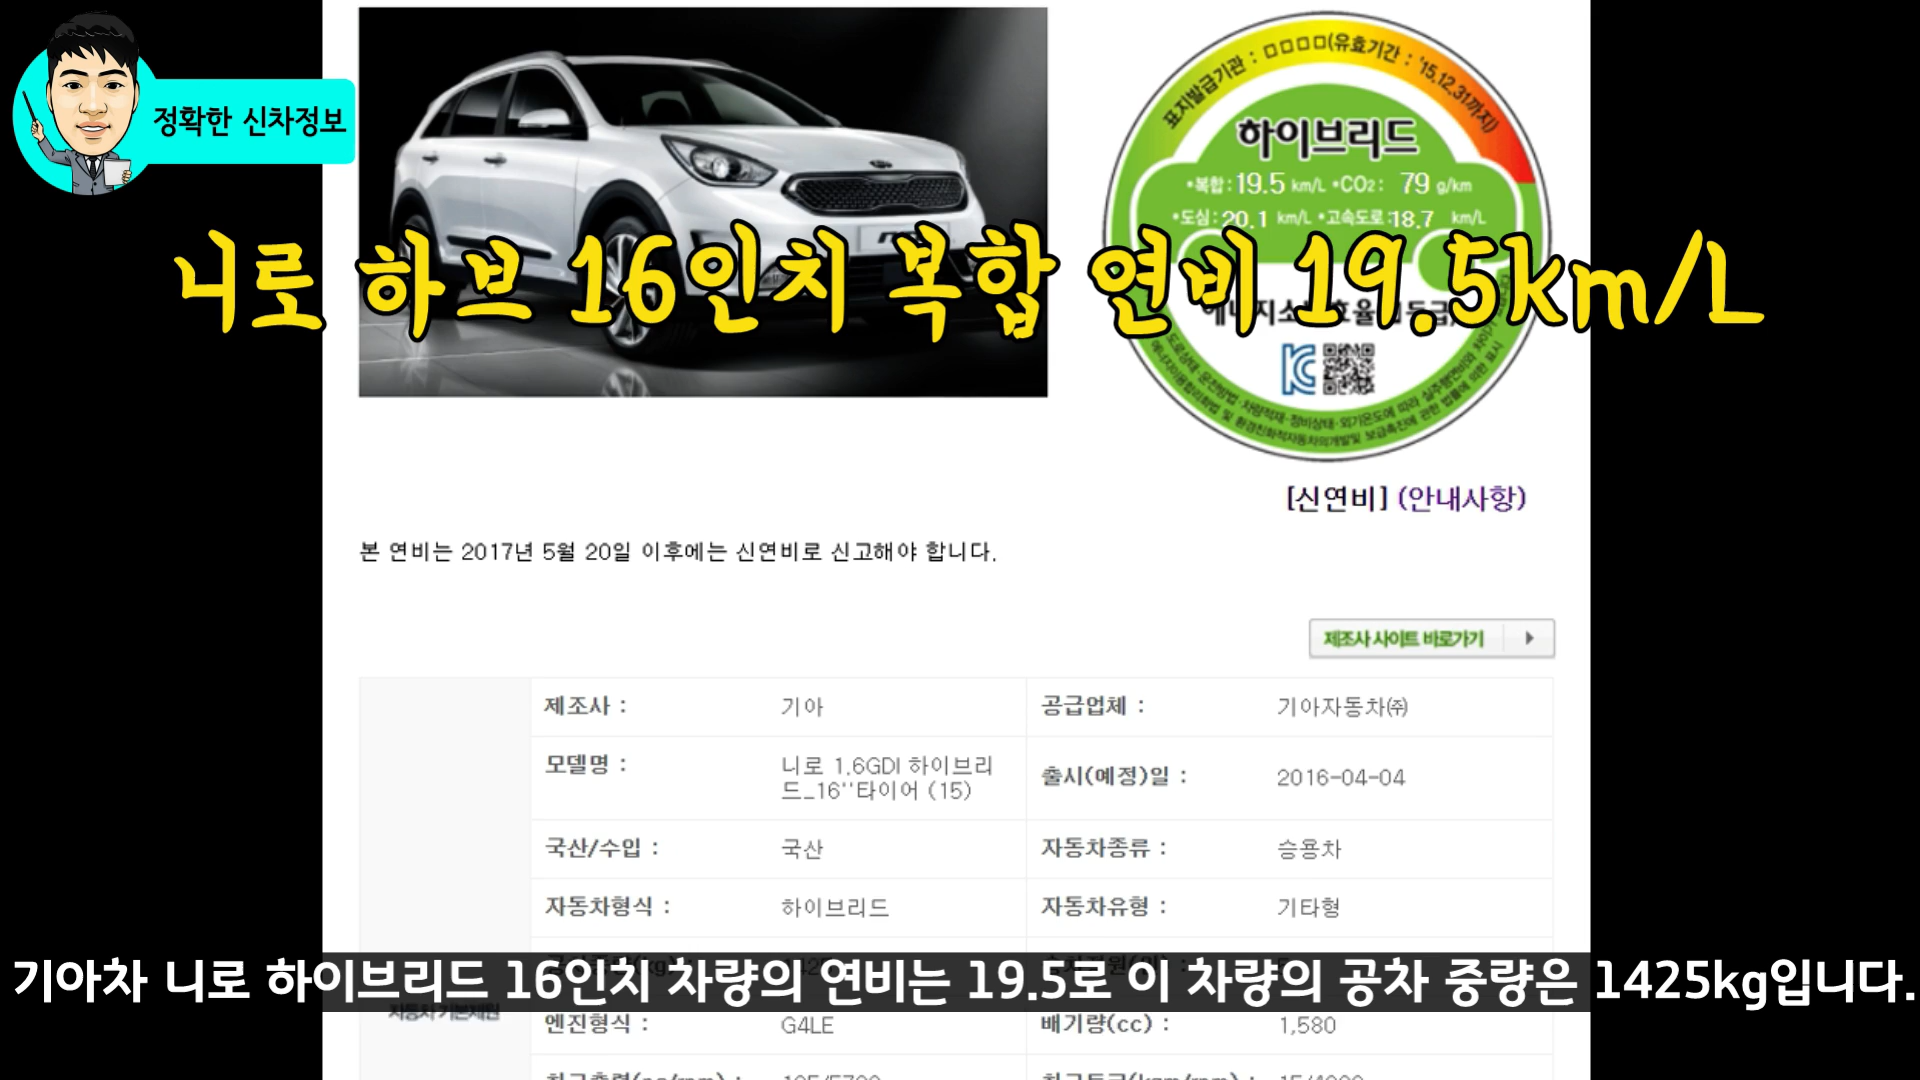 정확한 신차정보
표지발급기관 : □□□□(유효기간 : '15.12.31까지)
하이브리드
•복합:19.5 km/L •CO2: 79 g/km
•도심:20.1 km/L •고속도로:18.7 km/L
니로 하브 16인치 복합 연비 19.5km/L
[신연비] (안내사항)
본 연비는 2017년 5월 20일 이후에는 신연비로 신고해야 합니다.
제조사 사이트 바로가기
제조사 : 기아 공급업체 : 기아자동차㈜
모델명 : 니로 1.6GDI 하이브리
드_16''타이어 (15) 출시(예정)일 : 2016-04-04
국산/수입 : 국산 자동차종류 : 승용차
자동차형식 : 하이브리드 자동차유형 : 기타형
기아차 니로 하이브리드 16인치 차량의 연비는 19.5로 이 차량의 공차 중량은 1425kg입니다.
자동차 기본제원
엔진형식 : G4LE 배기량(cc) : 1,580